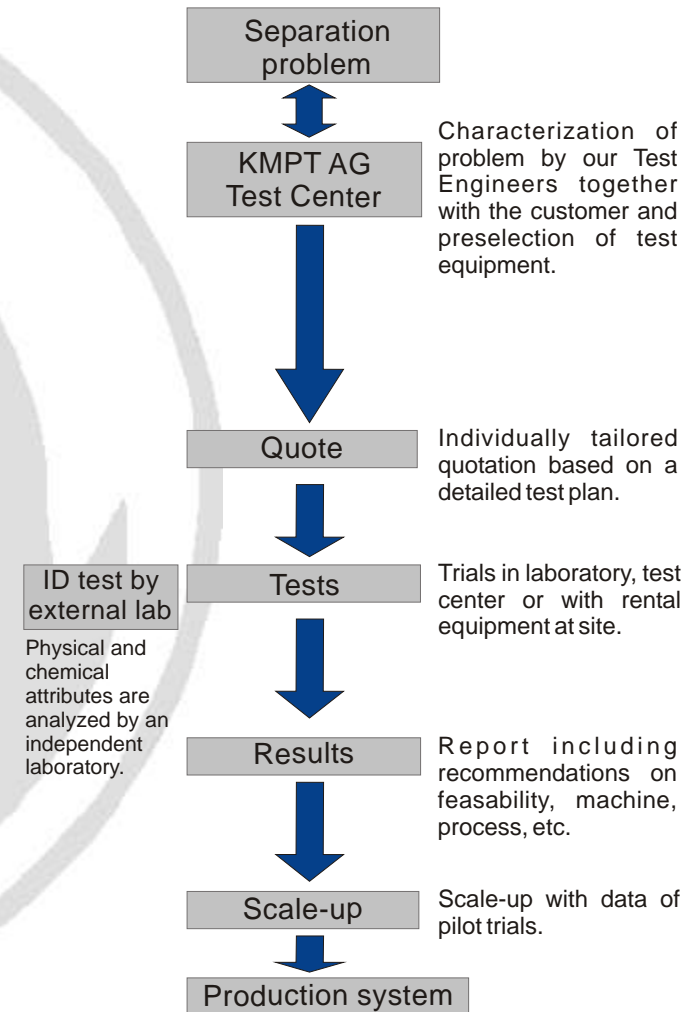 Separation
problem
KMPT AG
Test Center
Characterization of
problem by our Test
Engineers together
with the customer and
preselection of test
equipment.
Quote
Individually tailored
quotation based on a
detailed test plan.
ID test by
external lab
Physical and
chemical
attributes are
analyzed by an
independent
laboratory.
Tests
Trials in laboratory, test
center or with rental
equipment at site.
Results
Report including
recommendations on
feasability, machine,
process, etc.
Scale-up
Scale-up with data of
pilot trials.
Production system